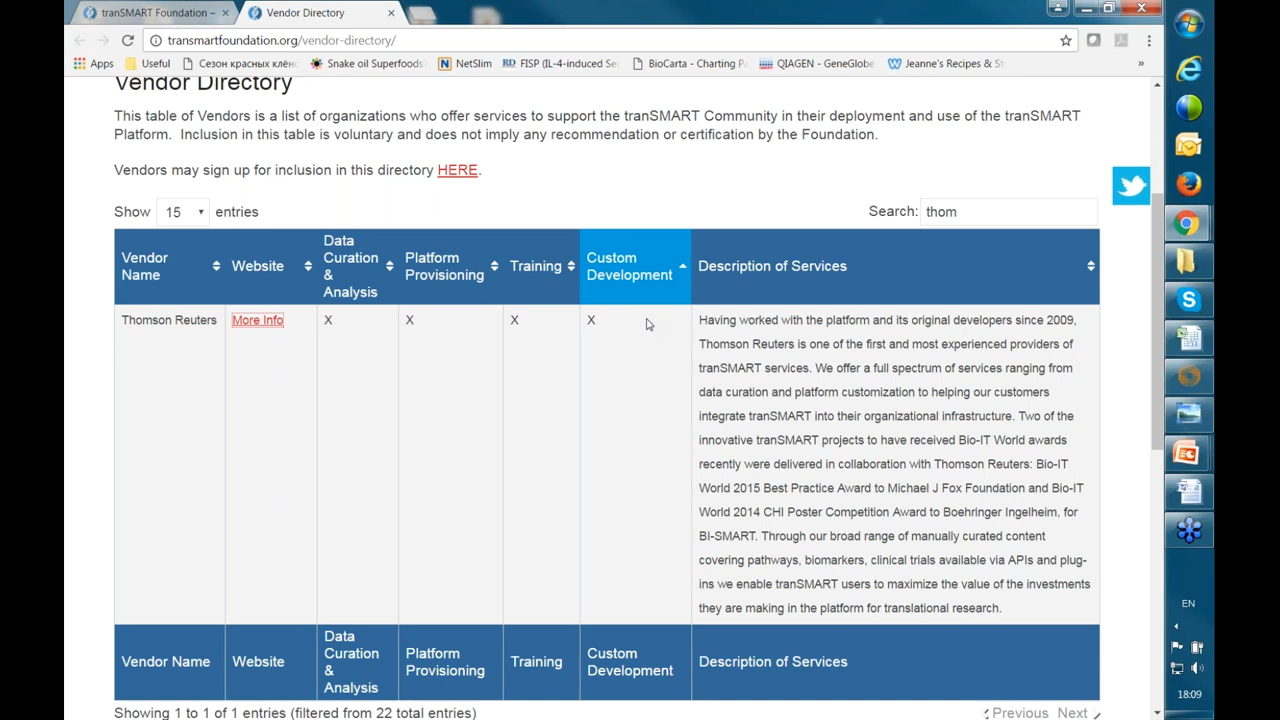 tranSMART Foundation –
Vendor Directory
transmartfoundation.org/vendor-directory/
Apps
Useful
Сезон красных клёно
Snake oil Superfoods
NetSlim
RD FISP (IL-4-induced Se
BioCarta - Charting Pa
QIAGEN - GeneGlobe
Jeanne's Recipes & St
»
Vendor Directory
This table of Vendors is a list of organizations who offer services to support the tranSMART Community in their deployment and use of the tranSMART
Platform. Inclusion in this table is voluntary and does not imply any recommendation or certification by the Foundation.
Vendors may sign up for inclusion in this directory HERE.
Show 15 entries
Search: thom
Vendor
Name
Website
Data
Curation
&
Analysis
Platform
Provisioning
Training
Custom
Development
Description of Services
Thomson Reuters
More Info
X
X
X
X
Having worked with the platform and its original developers since 2009,
Thomson Reuters is one of the first and most experienced providers of
tranSMART services. We offer a full spectrum of services ranging from
data curation and platform customization to helping our customers
integrate tranSMART into their organizational infrastructure. Two of the
innovative tranSMART projects to have received Bio-IT World awards
recently were delivered in collaboration with Thomson Reuters: Bio-IT
World 2015 Best Practice Award to Michael J Fox Foundation and Bio-IT
World 2014 CHI Poster Competition Award to Boehringer Ingelheim, for
BI-SMART. Through our broad range of manually curated content
covering pathways, biomarkers, clinical trials available via APIs and plug-
ins we enable tranSMART users to maximize the value of the investments
they are making in the platform for translational research.
Vendor Name
Website
Data
Curation
&
Analysis
Platform
Provisioning
Training
Custom
Development
Description of Services
Showing 1 to 1 of 1 entries (filtered from 22 total entries)
Previous Next
EN
18:09